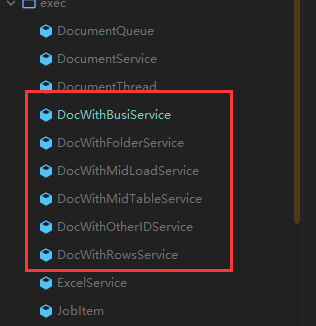 exec
DocumentQueue
DocumentService
DocumentThread
DocWithBusiService
DocWithFolderService
DocWithMidLoadService
DocWithMidTableService
DocWithOtherIDService
DocWithRowsService
ExcelService
JobItem